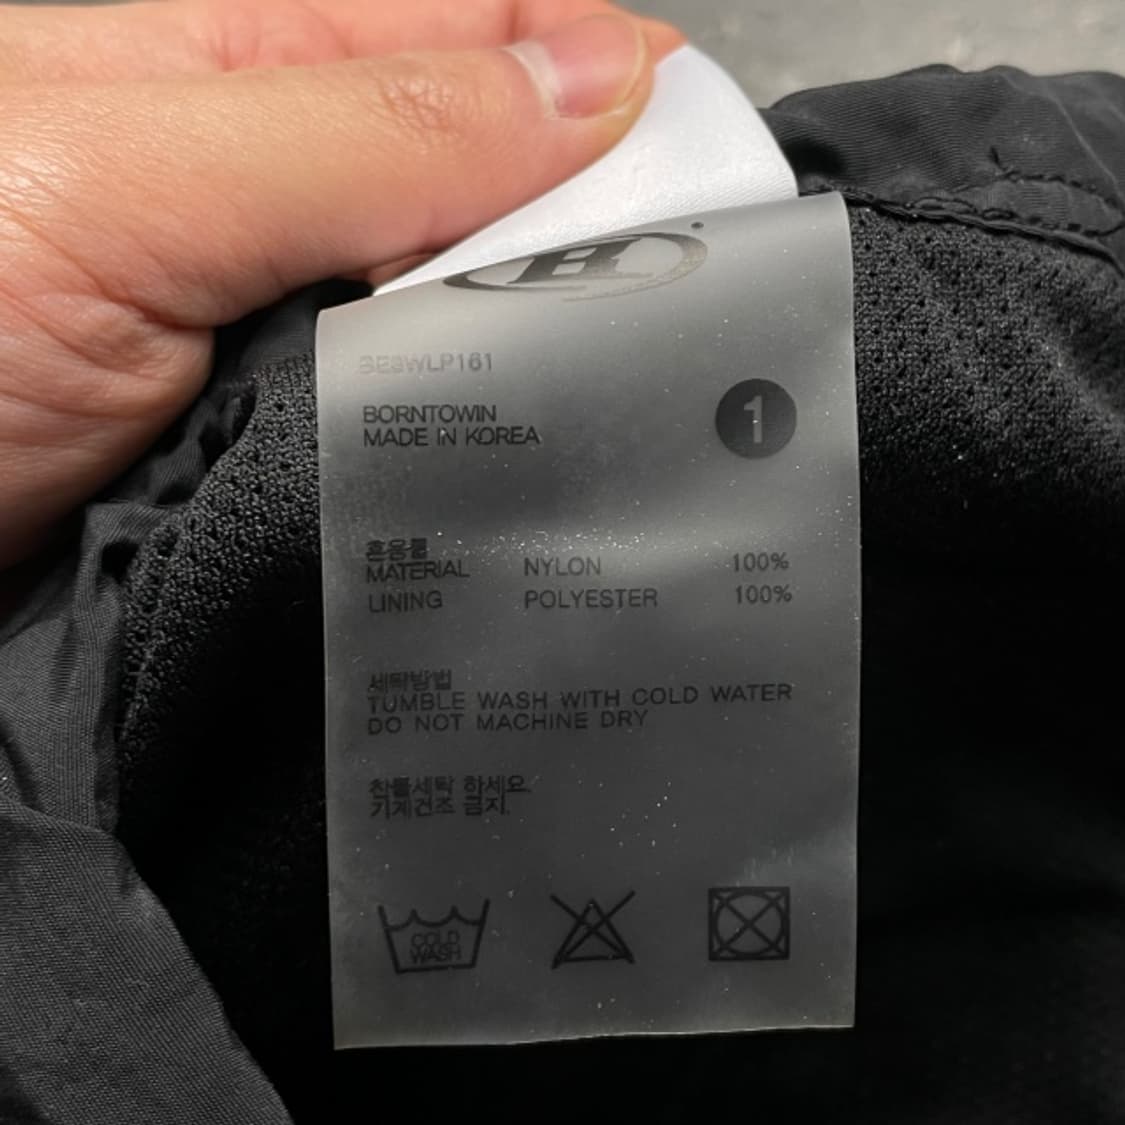 B
BE3WLP161
BORNTOWIN
MADE IN KOREA
1
혼용률
MATERIAL NYLON 100%
LINING POLYESTER 100%
세탁방법
TUMBLE WASH WITH COLD WATER
DO NOT MACHINE DRY
찬물세탁 하세요.
기계건조 금지.
COLD
WASH